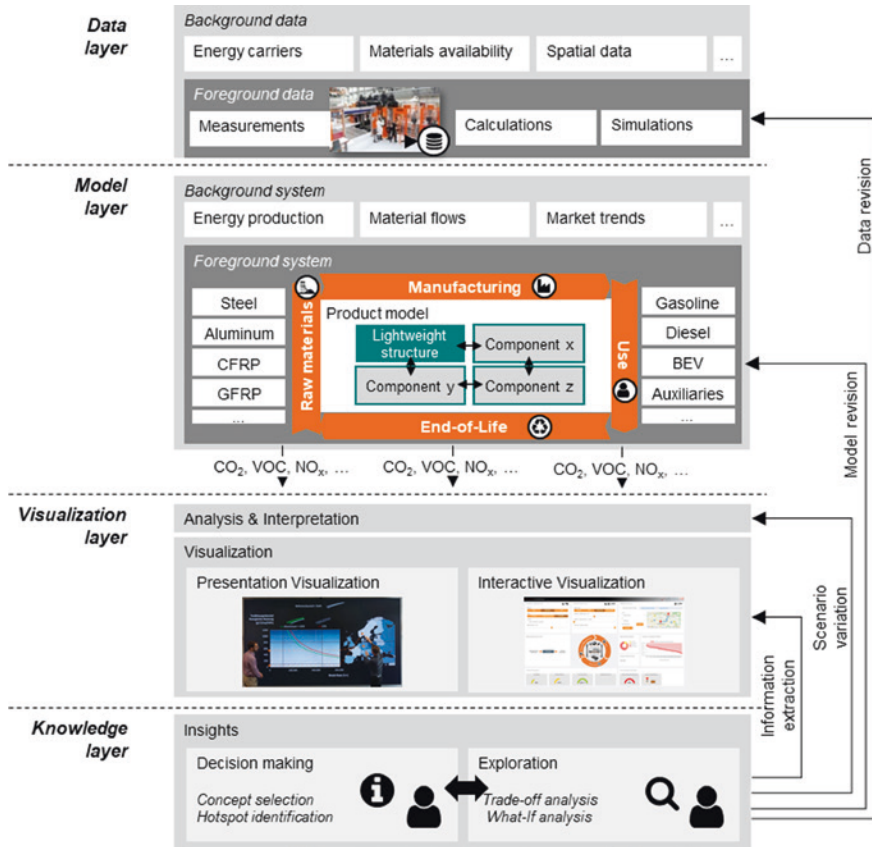 Data
layer
Background data
Energy carriers
Materials availability
Spatial data
...
Foreground data
Measurements
Calculations
Simulations
Data revision
Model
layer
Background system
Energy production
Material flows
Market trends
...
Foreground system
Steel
Aluminum
CFRP
GFRP
...
Raw materials
Manufacturing
Product model
Lightweight
structure
Component x
Component y
Component z
Use
End-of-Life
Gasoline
Diesel
BEV
Auxiliaries
...
Model revision
CO₂, VOC, NOₓ, ...
CO₂, VOC, NOₓ, ...
CO₂, VOC, NOₓ, ...
Visualization
layer
Analysis & Interpretation
Visualization
Presentation Visualization
Interactive Visualization
Scenario
variation
Information
extraction
Knowledge
layer
Insights
Decision making
Concept selection
Hotspot identification
Exploration
Trade-off analysis
What-If analysis